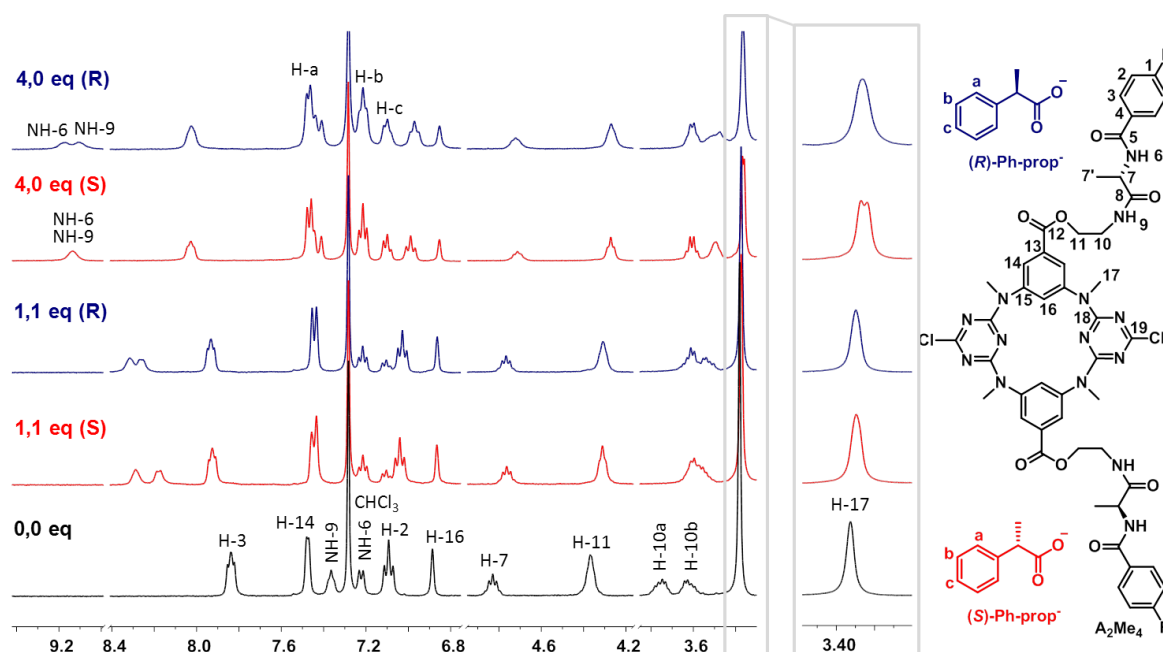 4,0 eq (R)
NH-6 NH-9
H-a
H-b
H-c
4,0 eq (S)
NH-6
NH-9
1,1 eq (R)
1,1 eq (S)
0,0 eq
H-3
H-14
NH-9
CHCl3
NH-6
H-2
H-16
H-7
H-11
H-10a
H-10b
H-17
9.2 8.4 8.0 7.6 7.2 6.8 4.6 4.2 3.6
3.40
a
b
c
O−
O
(R)-Ph-prop-
2
1
3
4
5
O
NH 6
7'
7
8
O
NH 9
O
12
O
11
10
13
14
17
N
15
16
N
18
N
N
N
N
19
Cl
N
N
Cl
N
N
N
O
O
NH
O
NH
O
a
b
c
O−
O
(S)-Ph-prop-
A2Me4